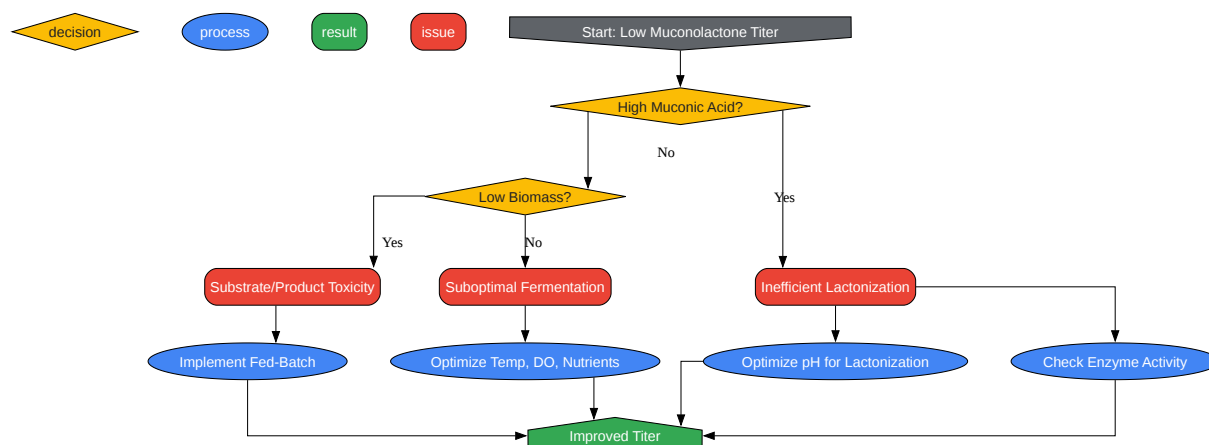 decision
process
result
issue
Start: Low Muconolactone Titer
High Muconic Acid?
No
Low Biomass?
Yes
Yes
No
Substrate/Product Toxicity
Suboptimal Fermentation
Inefficient Lactonization
Implement Fed-Batch
Optimize Temp, DO, Nutrients
Optimize pH for Lactonization
Check Enzyme Activity
Improved Titer